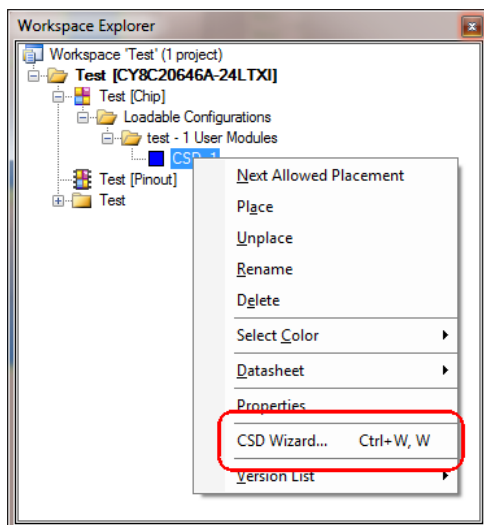 Workspace Explorer
Workspace 'Test' (1 project)
Test [CY8C20646A-24LTXI]
Test [Chip]
Loadable Configurations
test - 1 User Modules
CSD_1
Test [Pinout]
Test
Next Allowed Placement
Place
Unplace
Rename
Delete
Select Color
Datasheet
Properties
CSD Wizard... Ctrl+W, W
Version List